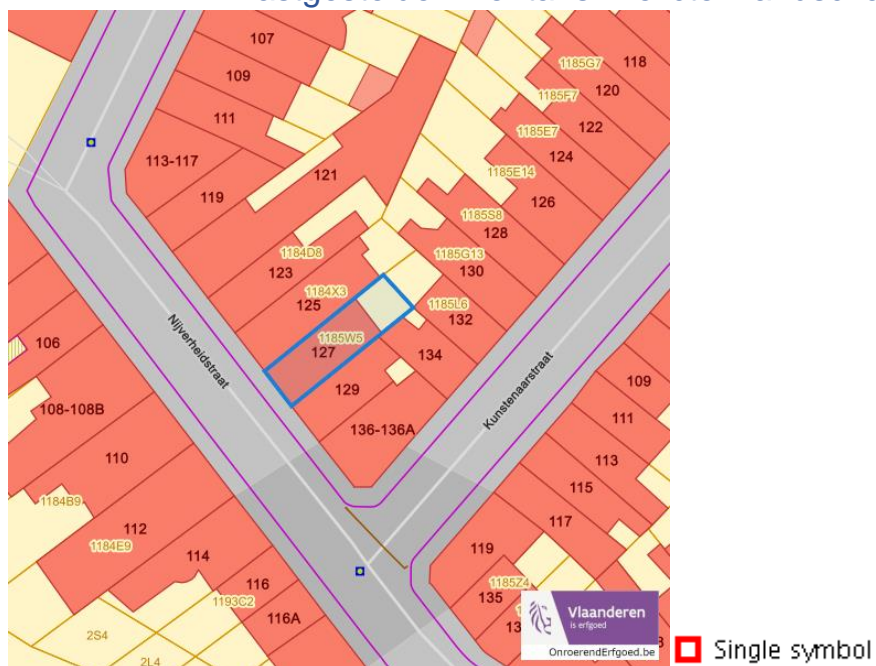 107
118
1185G7
109
120
1185F7
111
122
1185E7
124
113-117
121
1185E14
126
119
1185S8
128
1184D8
1185G13
123
130
1184X3
125
1185L6
132
1185W5
127
134
Nijverheidstraat
106
129
109
Kunstenaarstraat
108-108B
111
136-136A
110
113
115
1184B9
117
112
1184E9
119
114
1185Z4
116
135
1193C2
116A
2S4
2L4
Vlaanderen
is erfgoed
OnroerendErfgoed.be
Single symbol